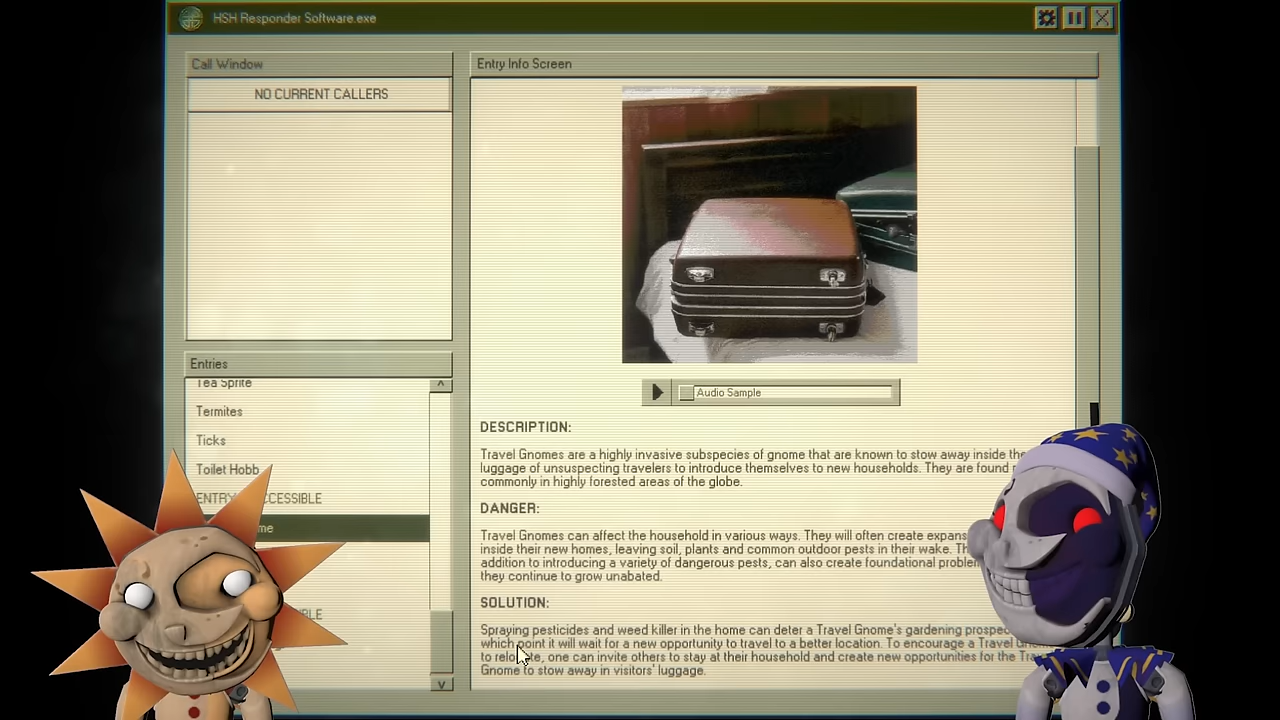 HSH Responder Software.exe
Call Window
Entry Info Screen
NO CURRENT CALLERS
Entries
Tea Sprite
Termites
Ticks
Toilet Hobb
Audio Sample
DESCRIPTION:
Travel Gnomes are a highly invasive subspecies of gnome that are known to stow away inside the
luggage of unsuspecting travelers to introduce themselves to new households. They are found
commonly in highly forested areas of the globe.
DANGER:
Travel Gnomes can affect the household in various ways. They will often create
inside their new homes, leaving soil, plants and common outdoor pests in their wake.
addition to introducing a variety of dangerous pests, can also create foundational
they continue to grow unabated.
SOLUTION:
Spraying pesticides and weed killer in the home can deter a Travel Gnome's gardening
which point it will wait for a new opportunity to travel to a better location. To encourage a Travel
to relocate, one can invite others to stay at their household and create new opportunities for the
Gnome to stow away in visitors' luggage.